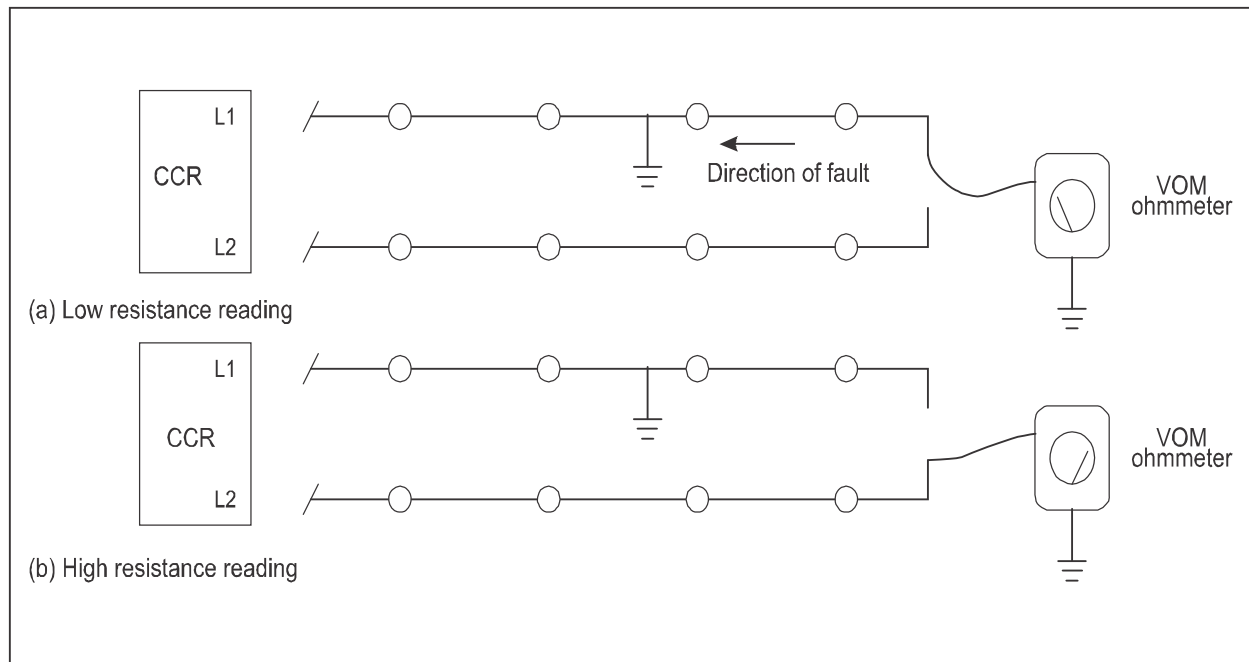 L1
CCR
L2
Direction of fault
VOM
ohmmeter
(a) Low resistance reading
L1
CCR
L2
VOM
ohmmeter
(b) High resistance reading